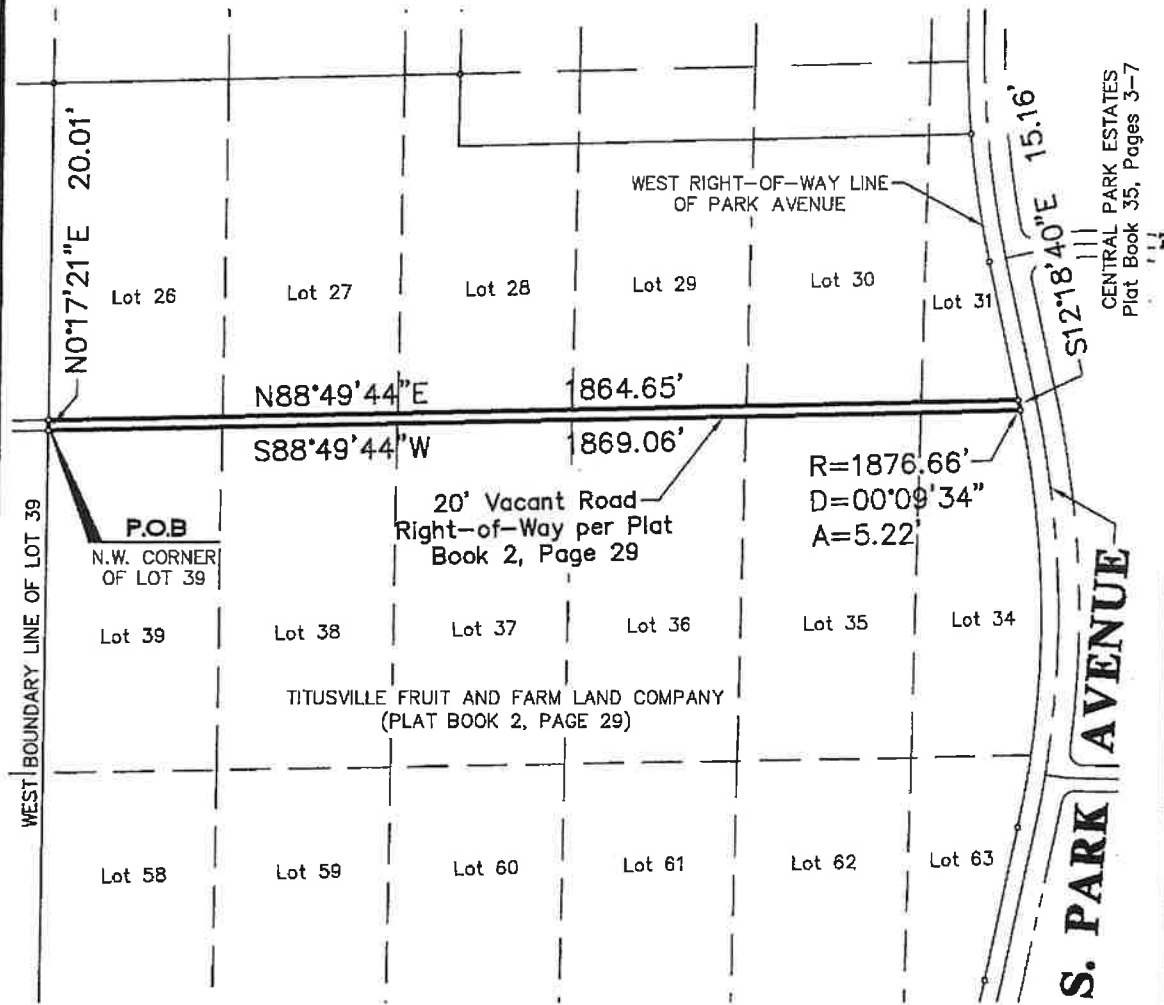 N0°17'21"E 20.01'
WEST RIGHT-OF-WAY LINE
OF PARK AVENUE
S12°18'40"E 15.16'
CENTRAL PARK ESTATES
Plat Book 35, Pages 3-7
Lot 26
Lot 27
Lot 28
Lot 29
Lot 30
Lot 31
N88°49'44"E 1864.65'
S88°49'44"W 1869.06'
R=1876.66'
D=00°09'34"
A=5.22'
20' Vacant Road
Right-of-Way per Plat
Book 2, Page 29
P.O.B
N.W. CORNER
OF LOT 39
WEST BOUNDARY LINE OF LOT 39
Lot 39
Lot 38
Lot 37
Lot 36
Lot 35
Lot 34
TITUSVILLE FRUIT AND FARM LAND COMPANY
(PLAT BOOK 2, PAGE 29)
Lot 58
Lot 59
Lot 60
Lot 61
Lot 62
Lot 63
S. PARK AVENUE